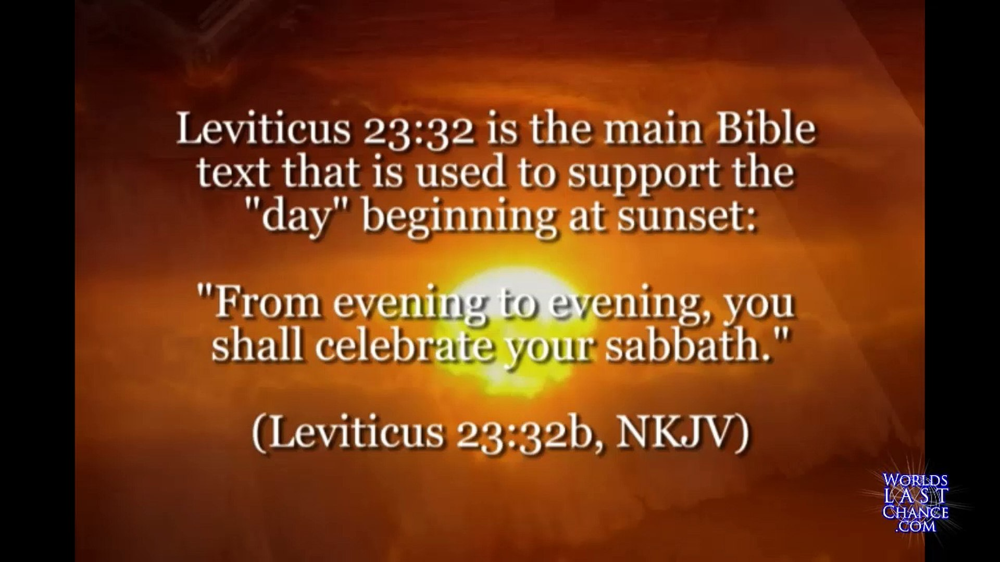 Leviticus 23:32 is the main Bible
text that is used to support the
"day" beginning at sunset:
"From evening to evening, you
shall celebrate your sabbath."
(Leviticus 23:32b, NKJV)
WORLDS
LAST
CHANCE
.COM